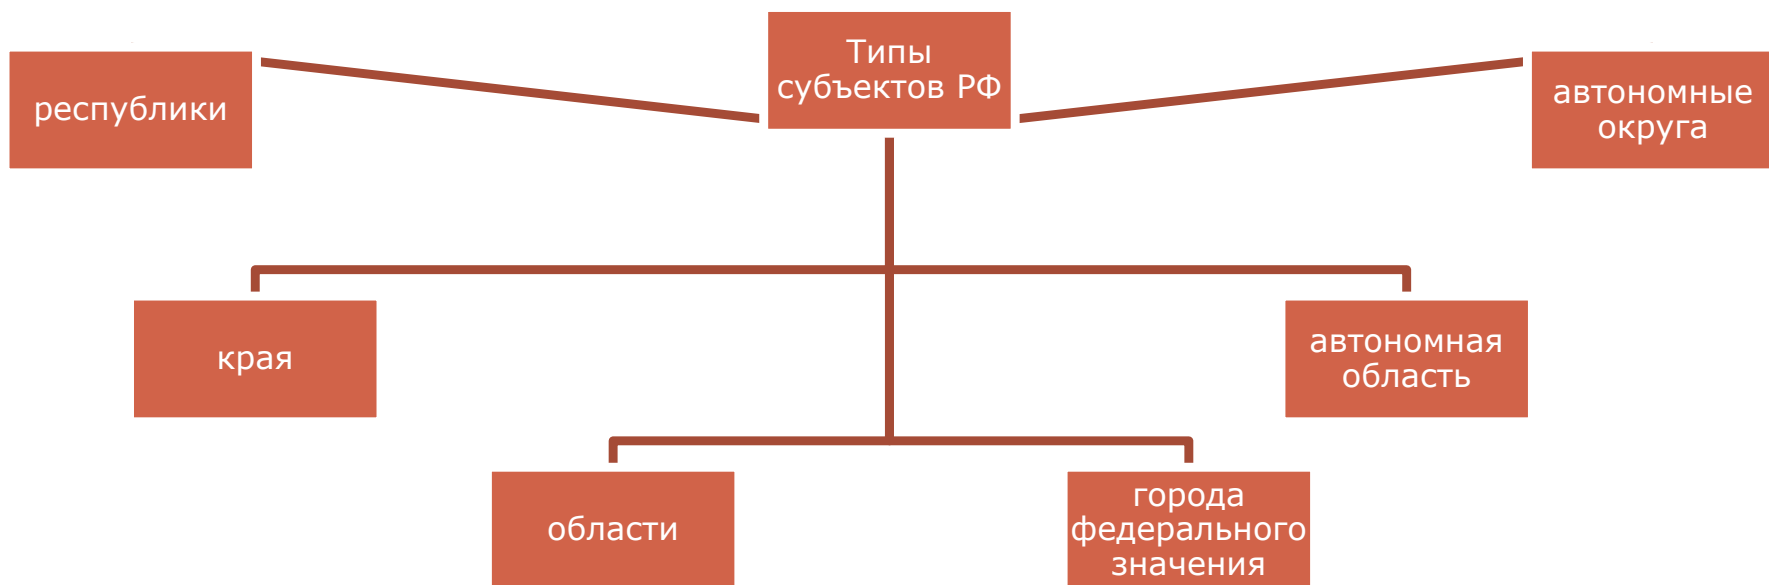 Типы
субъектов РФ
республики
автономные
округа
края
автономная
область
области
города
федерального
значения